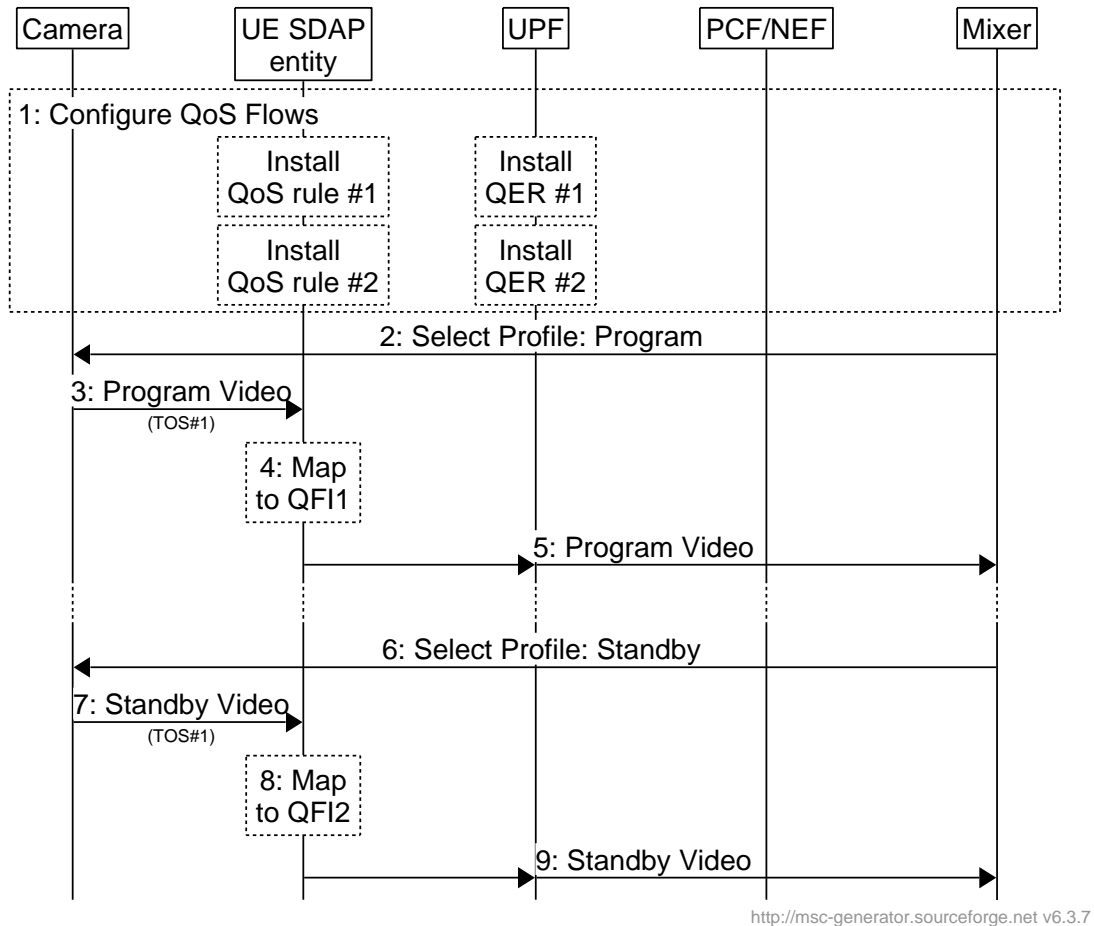 Camera
UE SDAP
entity
UPF
PCF/NEF
Mixer
1: Configure QoS Flows
Install
QoS rule #1
Install
QER #1
Install
QoS rule #2
Install
QER #2
2: Select Profile: Program
3: Program Video
(TOS#1)
4: Map
to QFI1
5: Program Video
6: Select Profile: Standby
7: Standby Video
(TOS#1)
8: Map
to QFI2
9: Standby Video
http://msc-generator.sourceforge.net v6.3.7